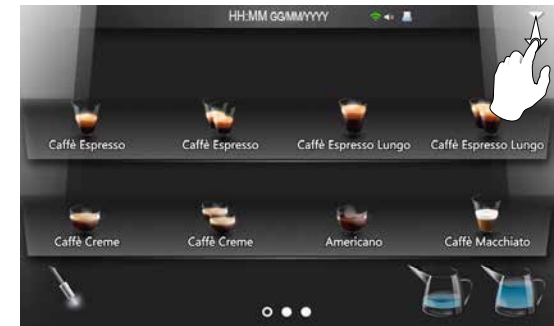 HH:MM GG/MM/YYYY
Caffè Espresso Caffè Espresso Caffè Espresso Lungo Caffè Espresso Lungo
Caffè Creme Caffè Creme Americano Caffè Macchiato